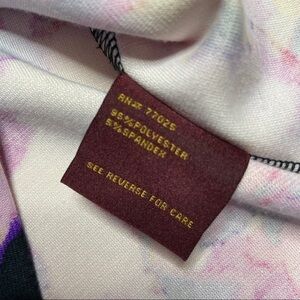 RN# 77025
95%POLYESTER
5%SPANDEX
SEE REVERSE FOR CARE